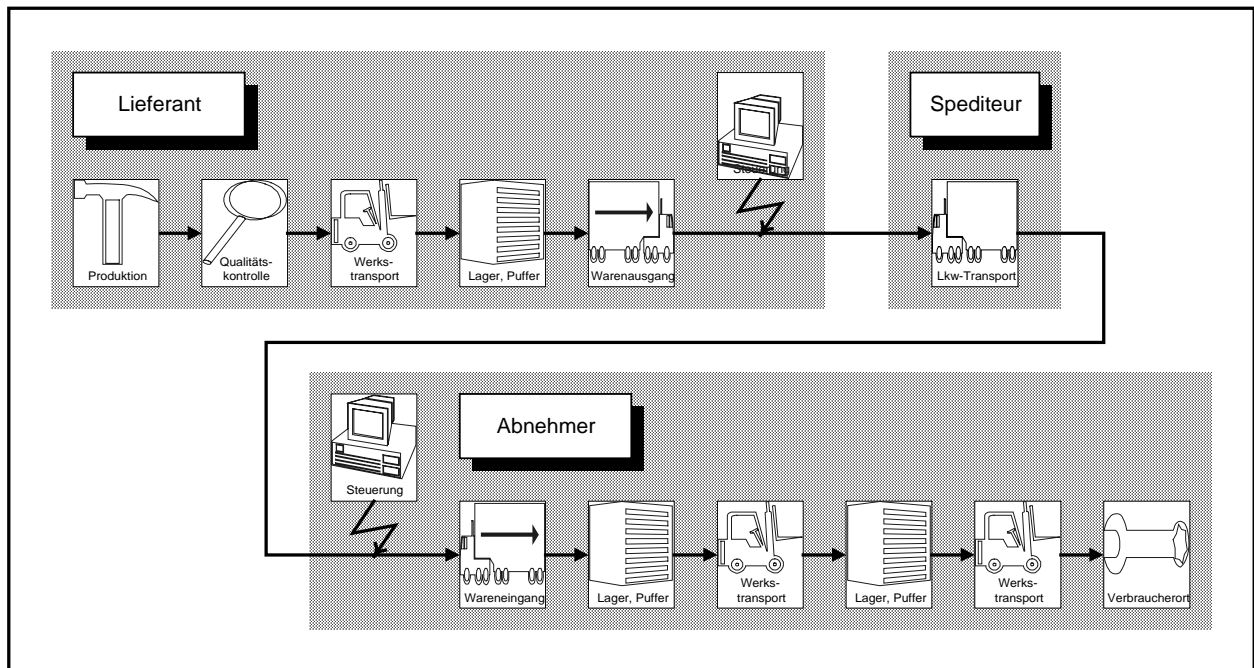 Lieferant
Spediteur
Steuerung
Produktion
Qualitäts-
kontrolle
Werks-
transport
Lager, Puffer
Warenausgang
Lkw-Transport
Abnehmer
Steuerung
Wareneingang
Lager, Puffer
Werks-
transport
Lager, Puffer
Werks-
transport
Verbraucherort